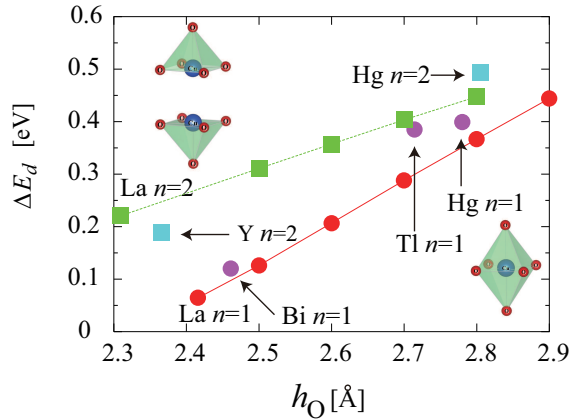 0.6
0.5
0.4
0.3
0.2
0.1
0
ΔE_d [eV]
Hg n=2
La n=2
Y n=2
Hg n=1
Tl n=1
La n=1
Bi n=1
2.3 2.4 2.5 2.6 2.7 2.8 2.9
h_O [Å]